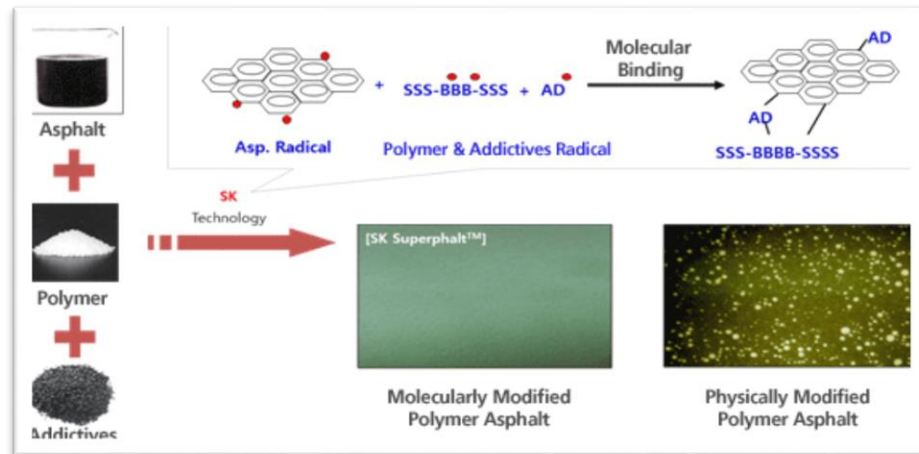 Asphalt
Polymer
Addictives
SSS-BBB-SSS + AD
+
Asp. Radical
Polymer & Addictives Radical
Molecular
Binding
AD
AD
SSS-BBBB-SSSS
SK
Technology
[SK Superphalt™]
Molecularly Modified
Polymer Asphalt
Physically Modified
Polymer Asphalt